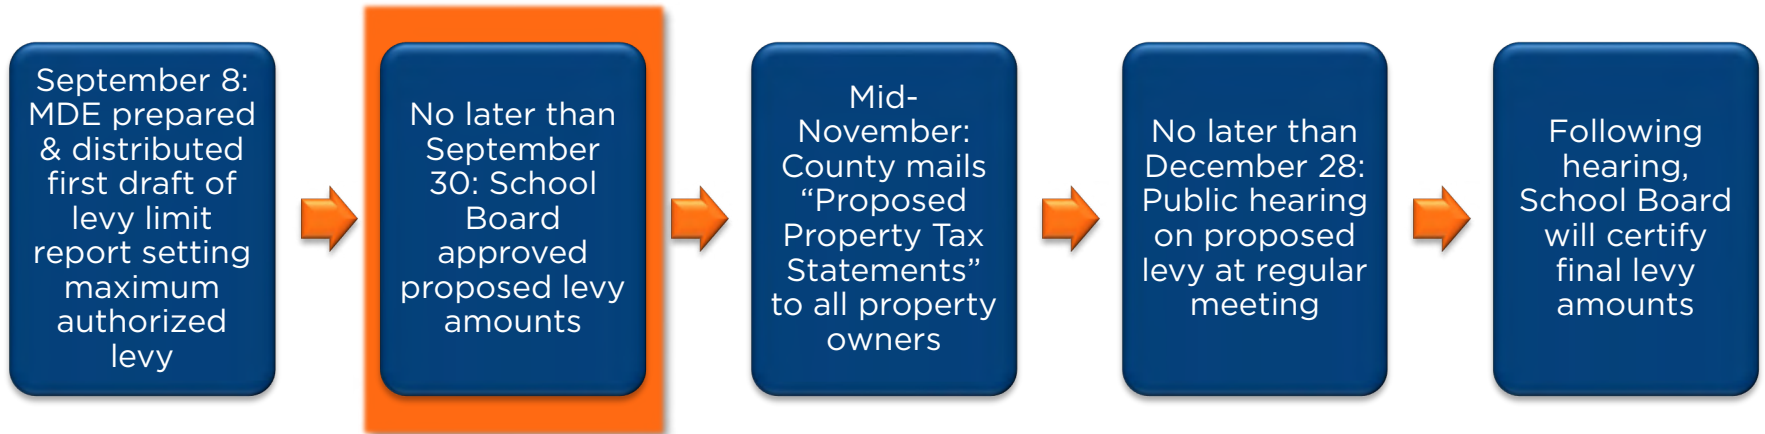 September 8:
MDE prepared
& distributed
first draft of
levy limit
report setting
maximum
authorized
levy
No later than
September
30: School
Board
approved
proposed levy
amounts
Mid-
November:
County mails
“Proposed
Property Tax
Statements”
to all property
owners
No later than
December 28:
Public hearing
on proposed
levy at regular
meeting
Following
hearing,
School Board
will certify
final levy
amounts